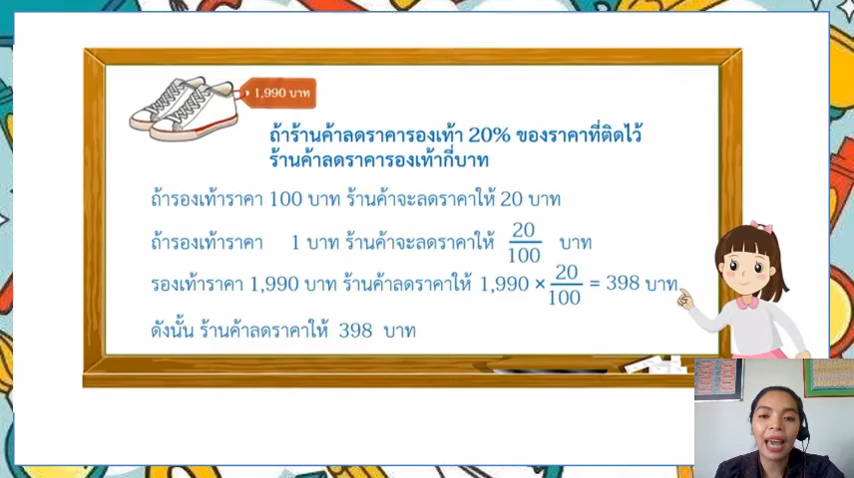 1,990 บาท
ถ้าร้านค้าลดราคารองเท้า 20% ของราคาที่ติดไว้
ร้านค้าลดราคารองเท้ากี่บาท
ถ้ารองเท้าราคา 100 บาท ร้านค้าจะลดราคาให้ 20 บาท
ถ้ารองเท้าราคา 1 บาท ร้านค้าจะลดราคาให้ 20/100 บาท
รองเท้าราคา 1,990 บาท ร้านค้าลดราคาให้ 1,990 × 20/100 = 398 บาท
ดังนั้น ร้านค้าลดราคาให้ 398 บาท